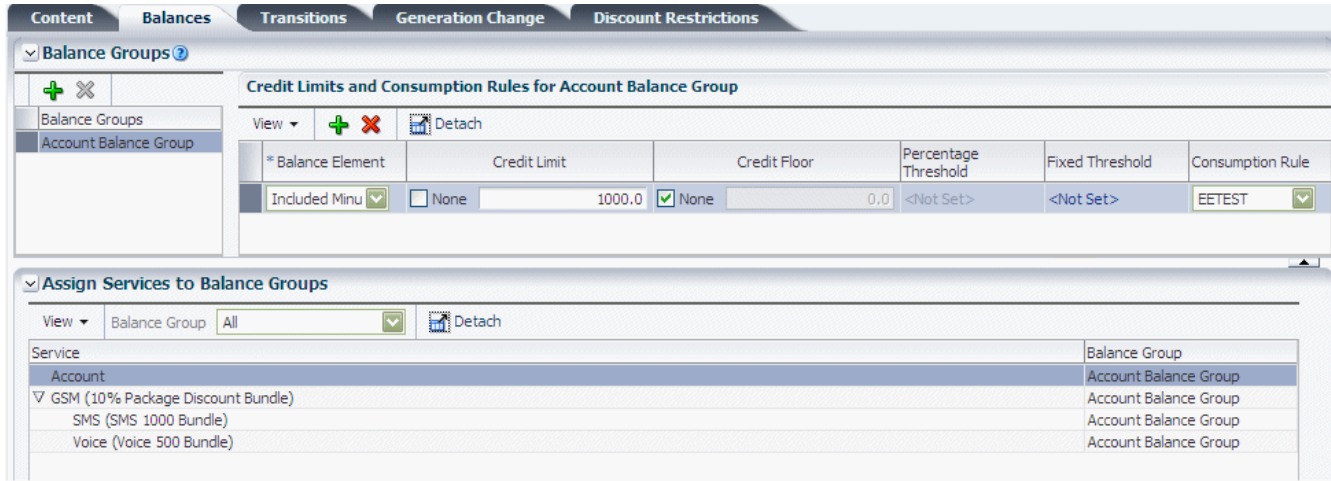 Content Balances Transitions Generation Change Discount Restrictions
Balance Groups ?
Credit Limits and Consumption Rules for Account Balance Group
Balance Groups
Account Balance Group
View Detach
* Balance Element Credit Limit Credit Floor Percentage Threshold Fixed Threshold Consumption Rule
Included Minu None 1000.0 None 0.0 <Not Set> <Not Set> EETEST
Assign Services to Balance Groups
View Balance Group All Detach
Service Balance Group
Account Account Balance Group
GSM (10% Package Discount Bundle) Account Balance Group
SMS (SMS 1000 Bundle) Account Balance Group
Voice (Voice 500 Bundle) Account Balance Group